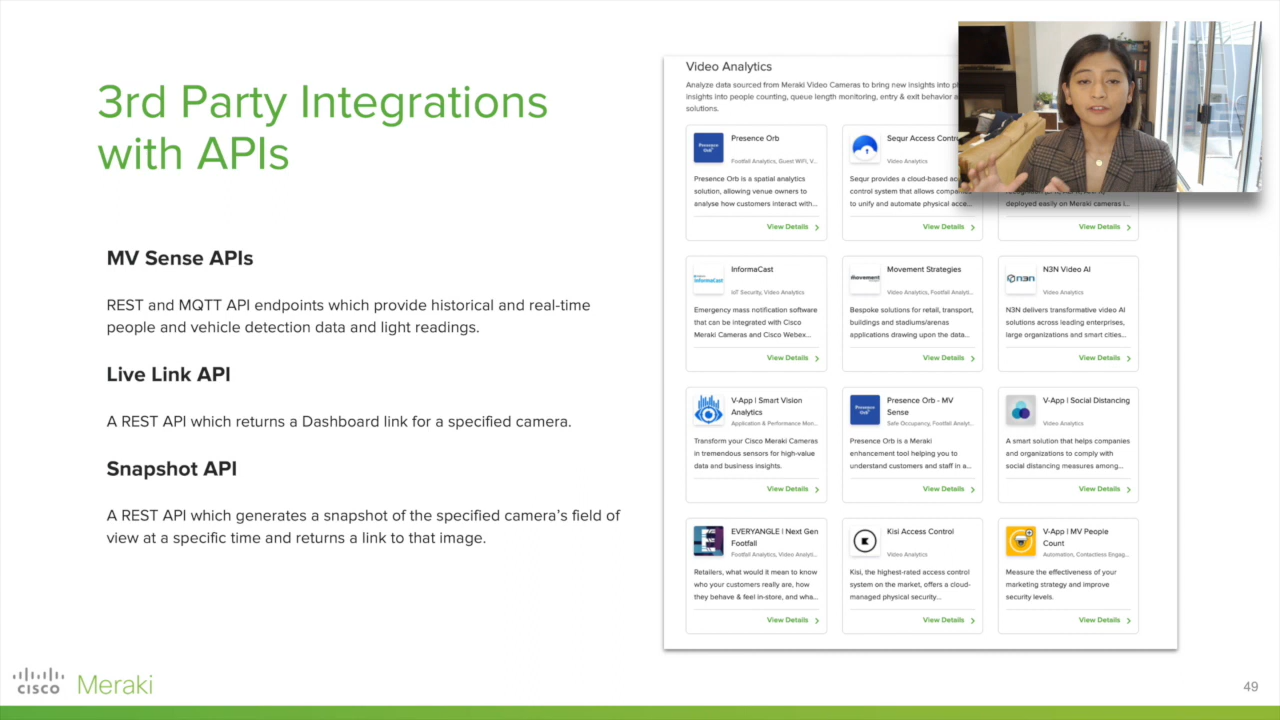 3rd Party Integrations
with APIs
MV Sense APIs
REST and MQTT API endpoints which provide historical and real-time
people and vehicle detection data and light readings.
Live Link API
A REST API which returns a Dashboard link for a specified camera.
Snapshot API
A REST API which generates a snapshot of the specified camera's field of
view at a specific time and returns a link to that image.
Video Analytics
Analyze data sourced from Meraki Video Cameras to bring new insights into
insights into people counting, queue length monitoring, entry & exit behavior a
solutions.
Presence Orb
Presence Orb
Footfall Analytics, Guest WiFi, V...
Presence Orb is a spatial analytics
solution, allowing venue owners to
analyse how customers interact with...
View Details
Sequr Access Contr
Video Analytics
Sequr provides a cloud-based
control system that allows
to unify and automate physical acce...
View Details
deployed easily on Meraki cameras i...
View Details
InformaCast
InformaCast
IoT Security, Video Analytics
Emergency mass notification software
that can be integrated with Cisco
Meraki Cameras and Cisco Webex...
View Details
Movement
Movement Strategies
Video Analytics, Footfall Analyti...
Bespoke solutions for retail, transport,
buildings and stadiums/arenas
applications drawing upon the data...
View Details
n3n
N3N Video AI
Video Analytics
N3N delivers transformative video AI
solutions across leading enterprises,
large organizations and smart cities...
View Details
V-App | Smart Vision
Analytics
Application & Performance Mon...
Transform your Cisco Meraki Cameras
in tremendous sensors for high-value
data and business insights.
View Details
Presence Orb
Presence Orb - MV
Sense
Safe Occupancy, Footfall Analyt...
Presence Orb is a Meraki
enhancement tool helping you to
understand customers and staff in a...
View Details
V-App | Social Distancing
Video Analytics
A smart solution that helps companies
and organizations to comply with
social distancing measures among...
View Details
EVERYANGLE | Next Gen
Footfall
Footfall Analytics, Video Analyti...
Retailers, what would it mean to know
who your customers really are, how
they behave & feel in-store, and wha...
View Details
K
Kisi Access Control
Video Analytics
Kisi, the highest-rated access control
system on the market, offers a cloud-
managed physical security...
View Details
V-App | MV People
Count
Automation, Contactless Engag...
Measure the effectiveness of your
marketing strategy and improve
security levels.
View Details
CISCO Meraki
49